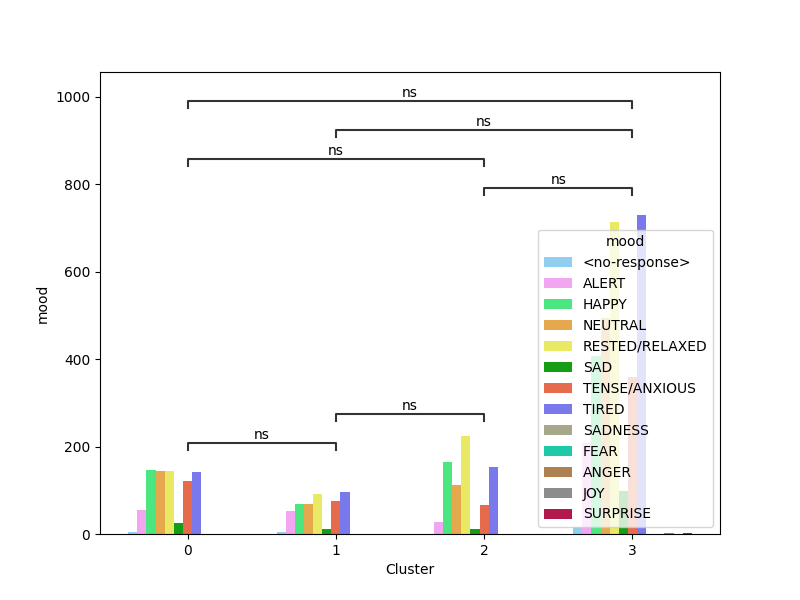 1000
800
600
400
200
0
mood
ns
ns
ns
ns
ns
ns
mood
<no-response>
ALERT
HAPPY
NEUTRAL
RESTED/RELAXED
SAD
TENSE/ANXIOUS
TIRED
SADNESS
FEAR
ANGER
JOY
SURPRISE
0 1 2 3
Cluster